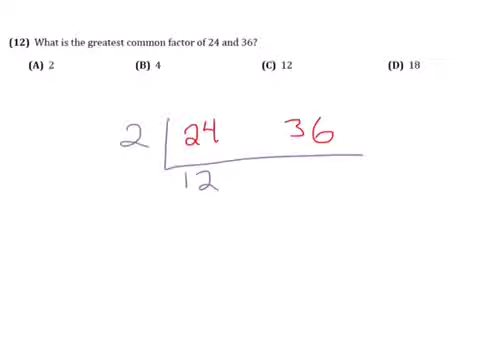 (12) What is the greatest common factor of 24 and 36?
(A) 2 (B) 4 (C) 12 (D) 18
2 24 36
12